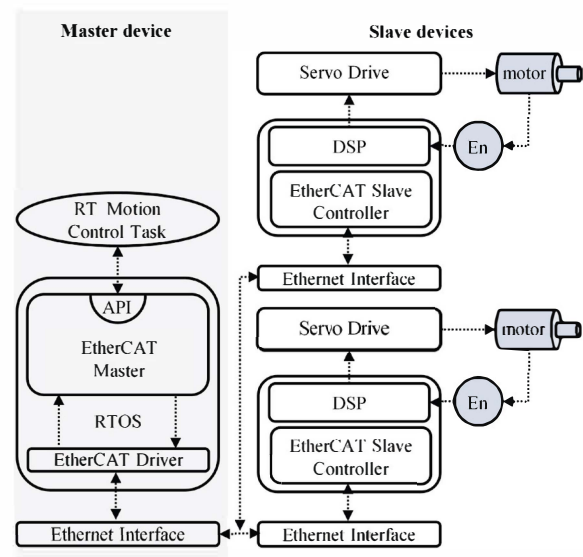 Master device
RT Motion
Control Task
API
EtherCAT
Master
RTOS
EtherCAT Driver
Ethernet Interface
Slave devices
Servo Drive
motor
DSP
En
EtherCAT Slave
Controller
Ethernet Interface
Servo Drive
motor
DSP
En
EtherCAT Slave
Controller
Ethernet Interface